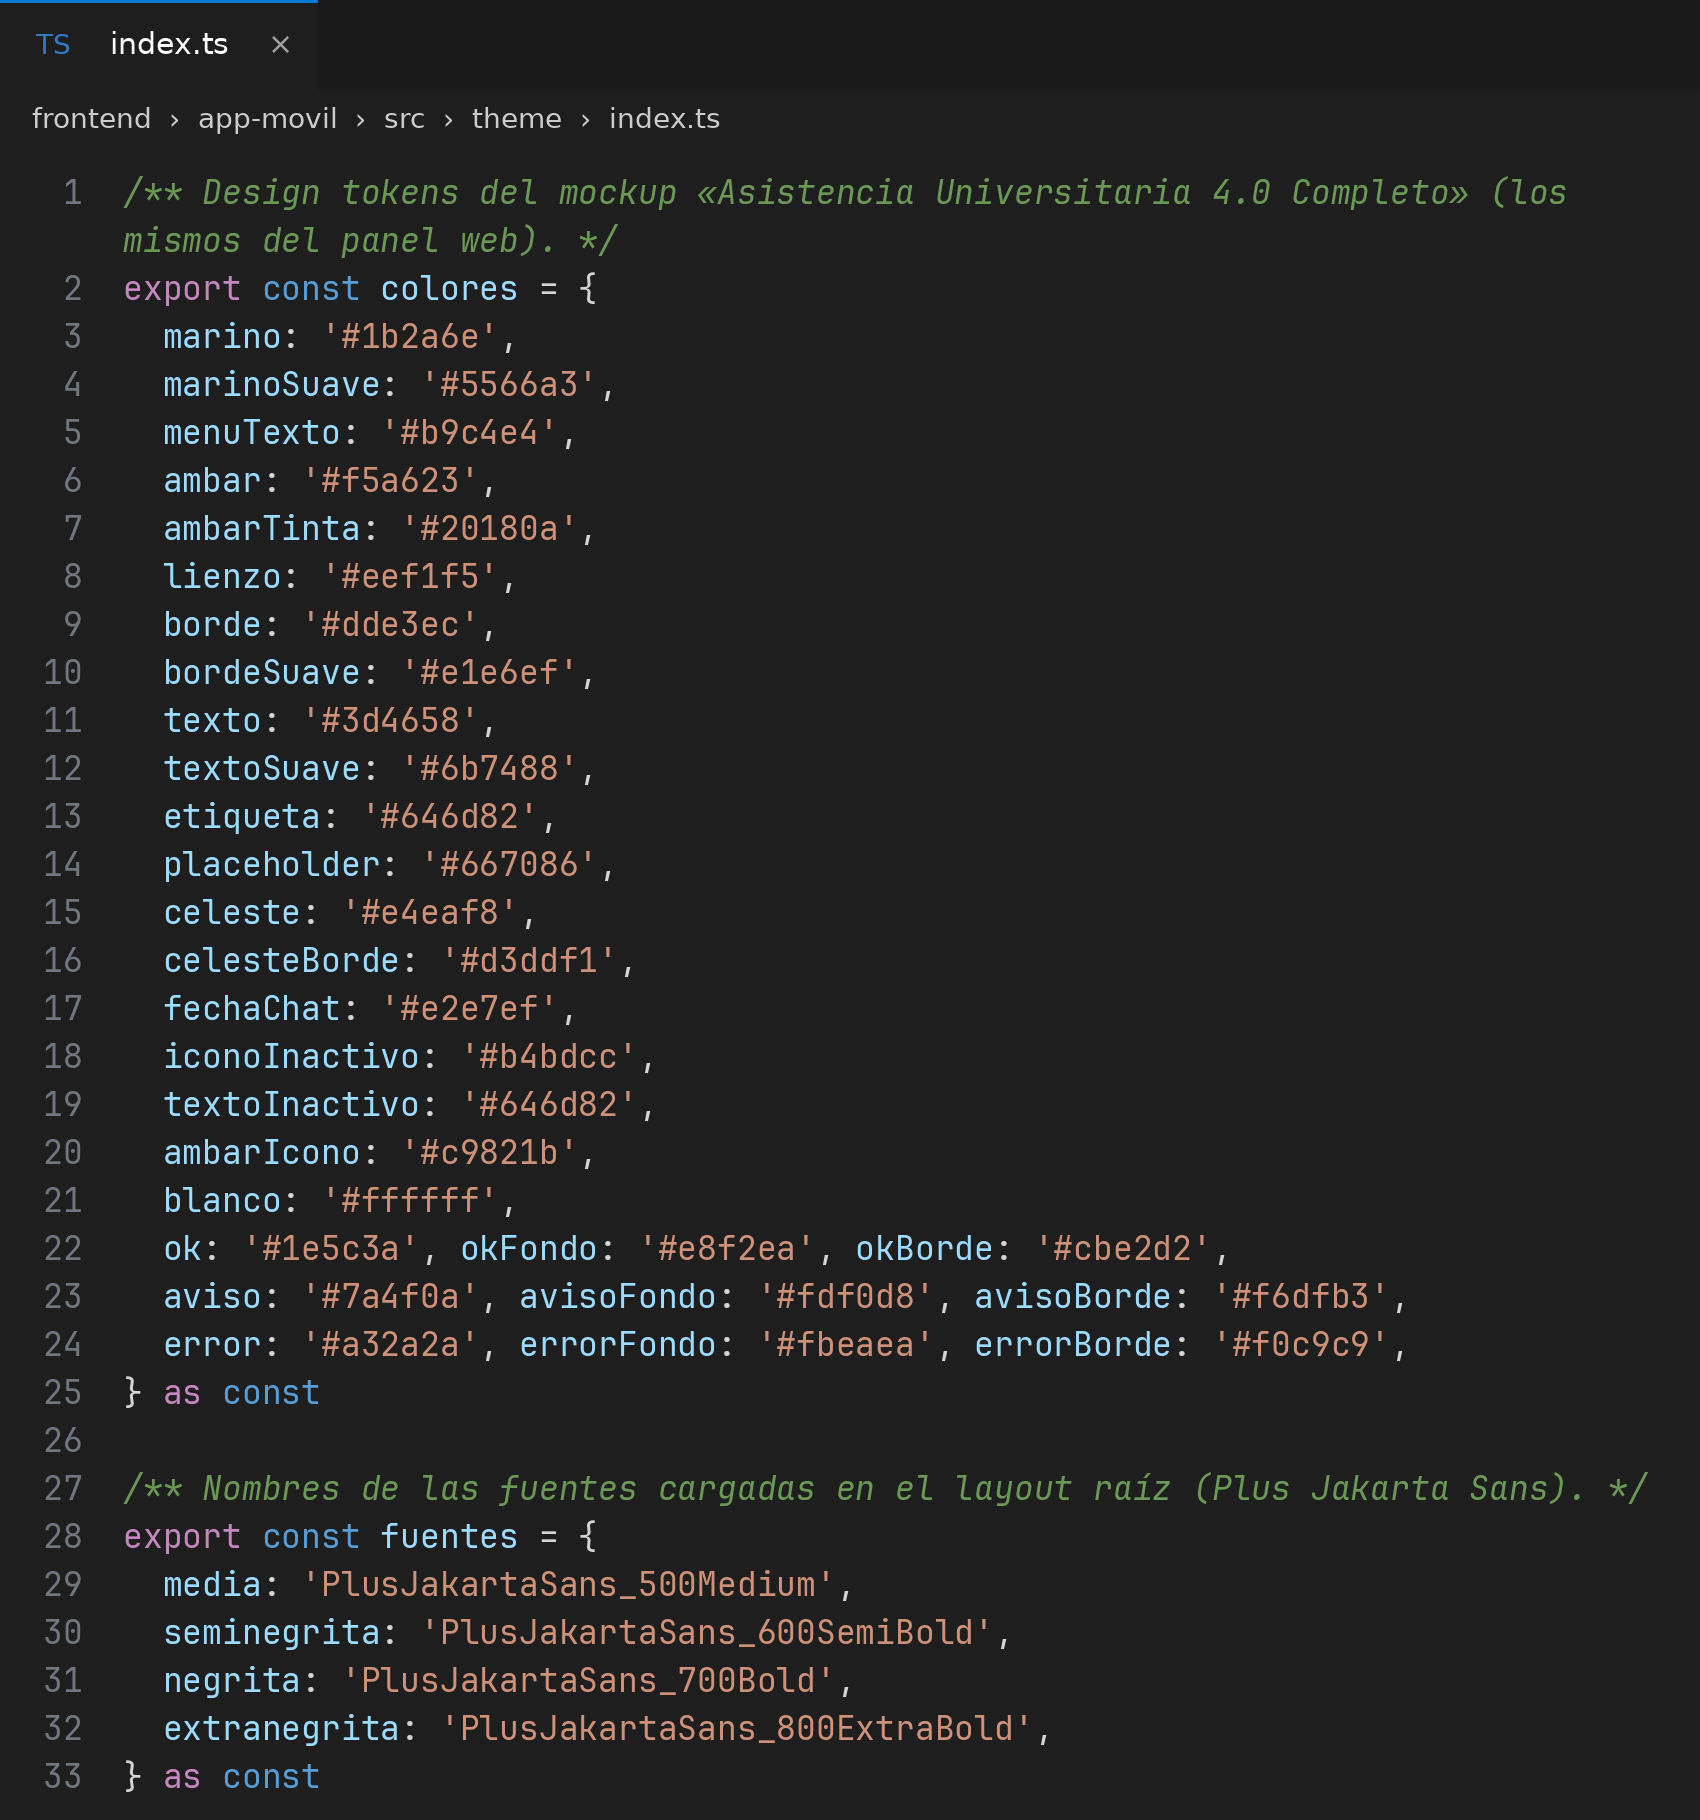 TS index.ts ×
frontend › app-movil › src › theme › index.ts
1 /** Design tokens del mockup «Asistencia Universitaria 4.0 Completo» (los
mismos del panel web). */
2 export const colores = {
3   marino: '#1b2a6e',
4   marinoSuave: '#5566a3',
5   menuTexto: '#b9c4e4',
6   ambar: '#f5a623',
7   ambarTinta: '#20180a',
8   lienzo: '#eef1f5',
9   borde: '#dde3ec',
10   bordeSuave: '#e1e6ef',
11   texto: '#3d4658',
12   textoSuave: '#6b7488',
13   etiqueta: '#646d82',
14   placeholder: '#667086',
15   celeste: '#e4eaf8',
16   celesteBorde: '#d3ddf1',
17   fechaChat: '#e2e7ef',
18   iconoInactivo: '#b4bdcc',
19   textoInactivo: '#646d82',
20   ambarIcono: '#c9821b',
21   blanco: '#ffffff',
22   ok: '#1e5c3a', okFondo: '#e8f2ea', okBorde: '#cbe2d2',
23   aviso: '#7a4f0a', avisoFondo: '#fdf0d8', avisoBorde: '#f6dfb3',
24   error: '#a32a2a', errorFondo: '#fbeaea', errorBorde: '#f0c9c9',
25 } as const
26
27 /** Nombres de las fuentes cargadas en el layout raíz (Plus Jakarta Sans). */
28 export const fuentes = {
29   media: 'PlusJakartaSans_500Medium',
30   seminegrita: 'PlusJakartaSans_600SemiBold',
31   negrita: 'PlusJakartaSans_700Bold',
32   extranegrita: 'PlusJakartaSans_800ExtraBold',
33 } as const